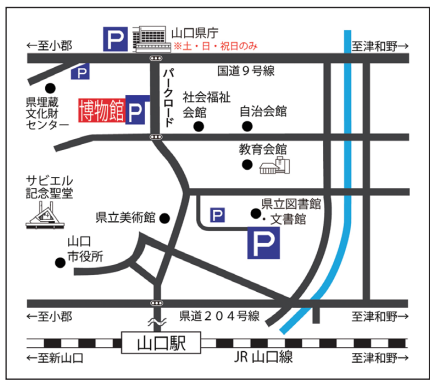 山口県庁
※土・日・祝日のみ
←至小郡
至津和野→
国道９号線
P
P
県埋蔵
文化財
センター
博物館
P
パークロード
社会福祉
会館
自治会館
教育会館
サビエル
記念聖堂
県立美術館
P
県立図書館
・文書館
P
山口
市役所
←至小郡
県道２０４号線
至津和野→
←至新山口
山口駅
JR 山口線
至津和野→